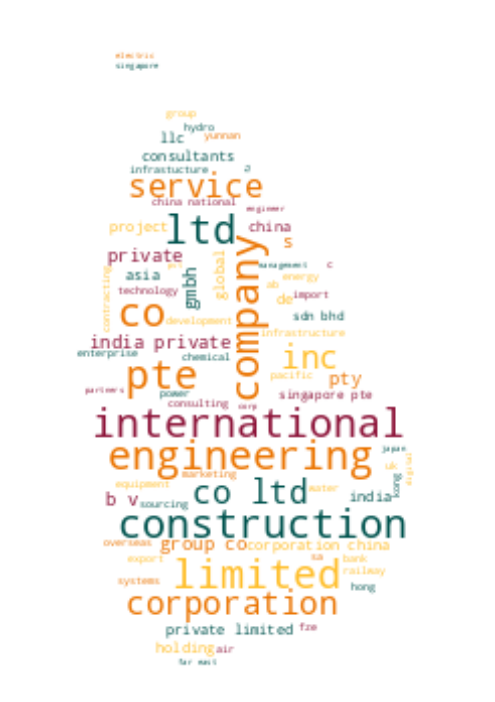 electric
singapore
group
hydro
llc
yunnan
consultants
infrastucture
a
service
china national
engineer
ltd
project
china
s
company
private
asia
gmbh
global
management
c
contracting
technology
energy
ab
de
import
co
development
sdn bhd
infrastructure
india private
enterprise
chemical
inc
pte
pacific
pty
partners
power
singapore pte
consulting
corp
international
engineering
japan
uk
digital
marketing
equipment
co ltd
water
b v
sourcing
india
kong
construction
overseas
group co
corporation china
export
sa
bank
limited
railway
systems
hong
corporation
private limited
fze
holding
air
far east